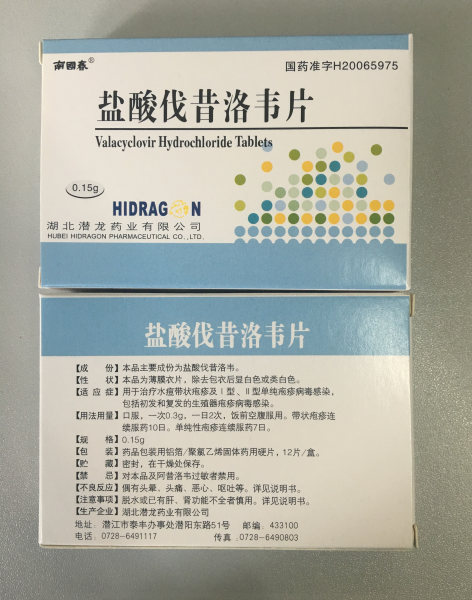 南国春®
国药准字H20065975
盐酸伐昔洛韦片
Valacyclovir Hydrochloride Tablets
0.15g
HIDRAGON
湖北潜龙药业有限公司
HUBEI HIDRAGON PHARMACEUTICAL CO.,LTD.
盐酸伐昔洛韦片
【成 份】本品主要成份为盐酸伐昔洛韦。
【性 状】本品为薄膜衣片，除去包衣后显白色或类白色。
【适 应 症】用于治疗水痘带状疱疹及Ⅰ型、Ⅱ型单纯疱疹病毒感染，
包括初发和复发的生殖器疱疹病毒感染。
【用法用量】口服，一次0.3g，一日2次，饭前空腹服用。带状疱疹连
续服药10日。单纯性疱疹连续服药7日。
【规 格】0.15g
【包 装】药品包装用铝箔/聚氯乙烯固体药用硬片，12片/盒。
【贮 藏】密封，在干燥处保存。
【禁 忌】对本品及阿昔洛韦过敏者禁用。
【不良反应】偶有头晕、头痛、恶心、呕吐等。详见说明书。
【注意事项】脱水或已有肝、肾功能不全者慎用。详见说明书。
【生产企业】湖北潜龙药业有限公司
地址：潜江市泰丰办事处潜阳东路51号 邮编：433100
电话：0728-6491117 传真：0728-6490803